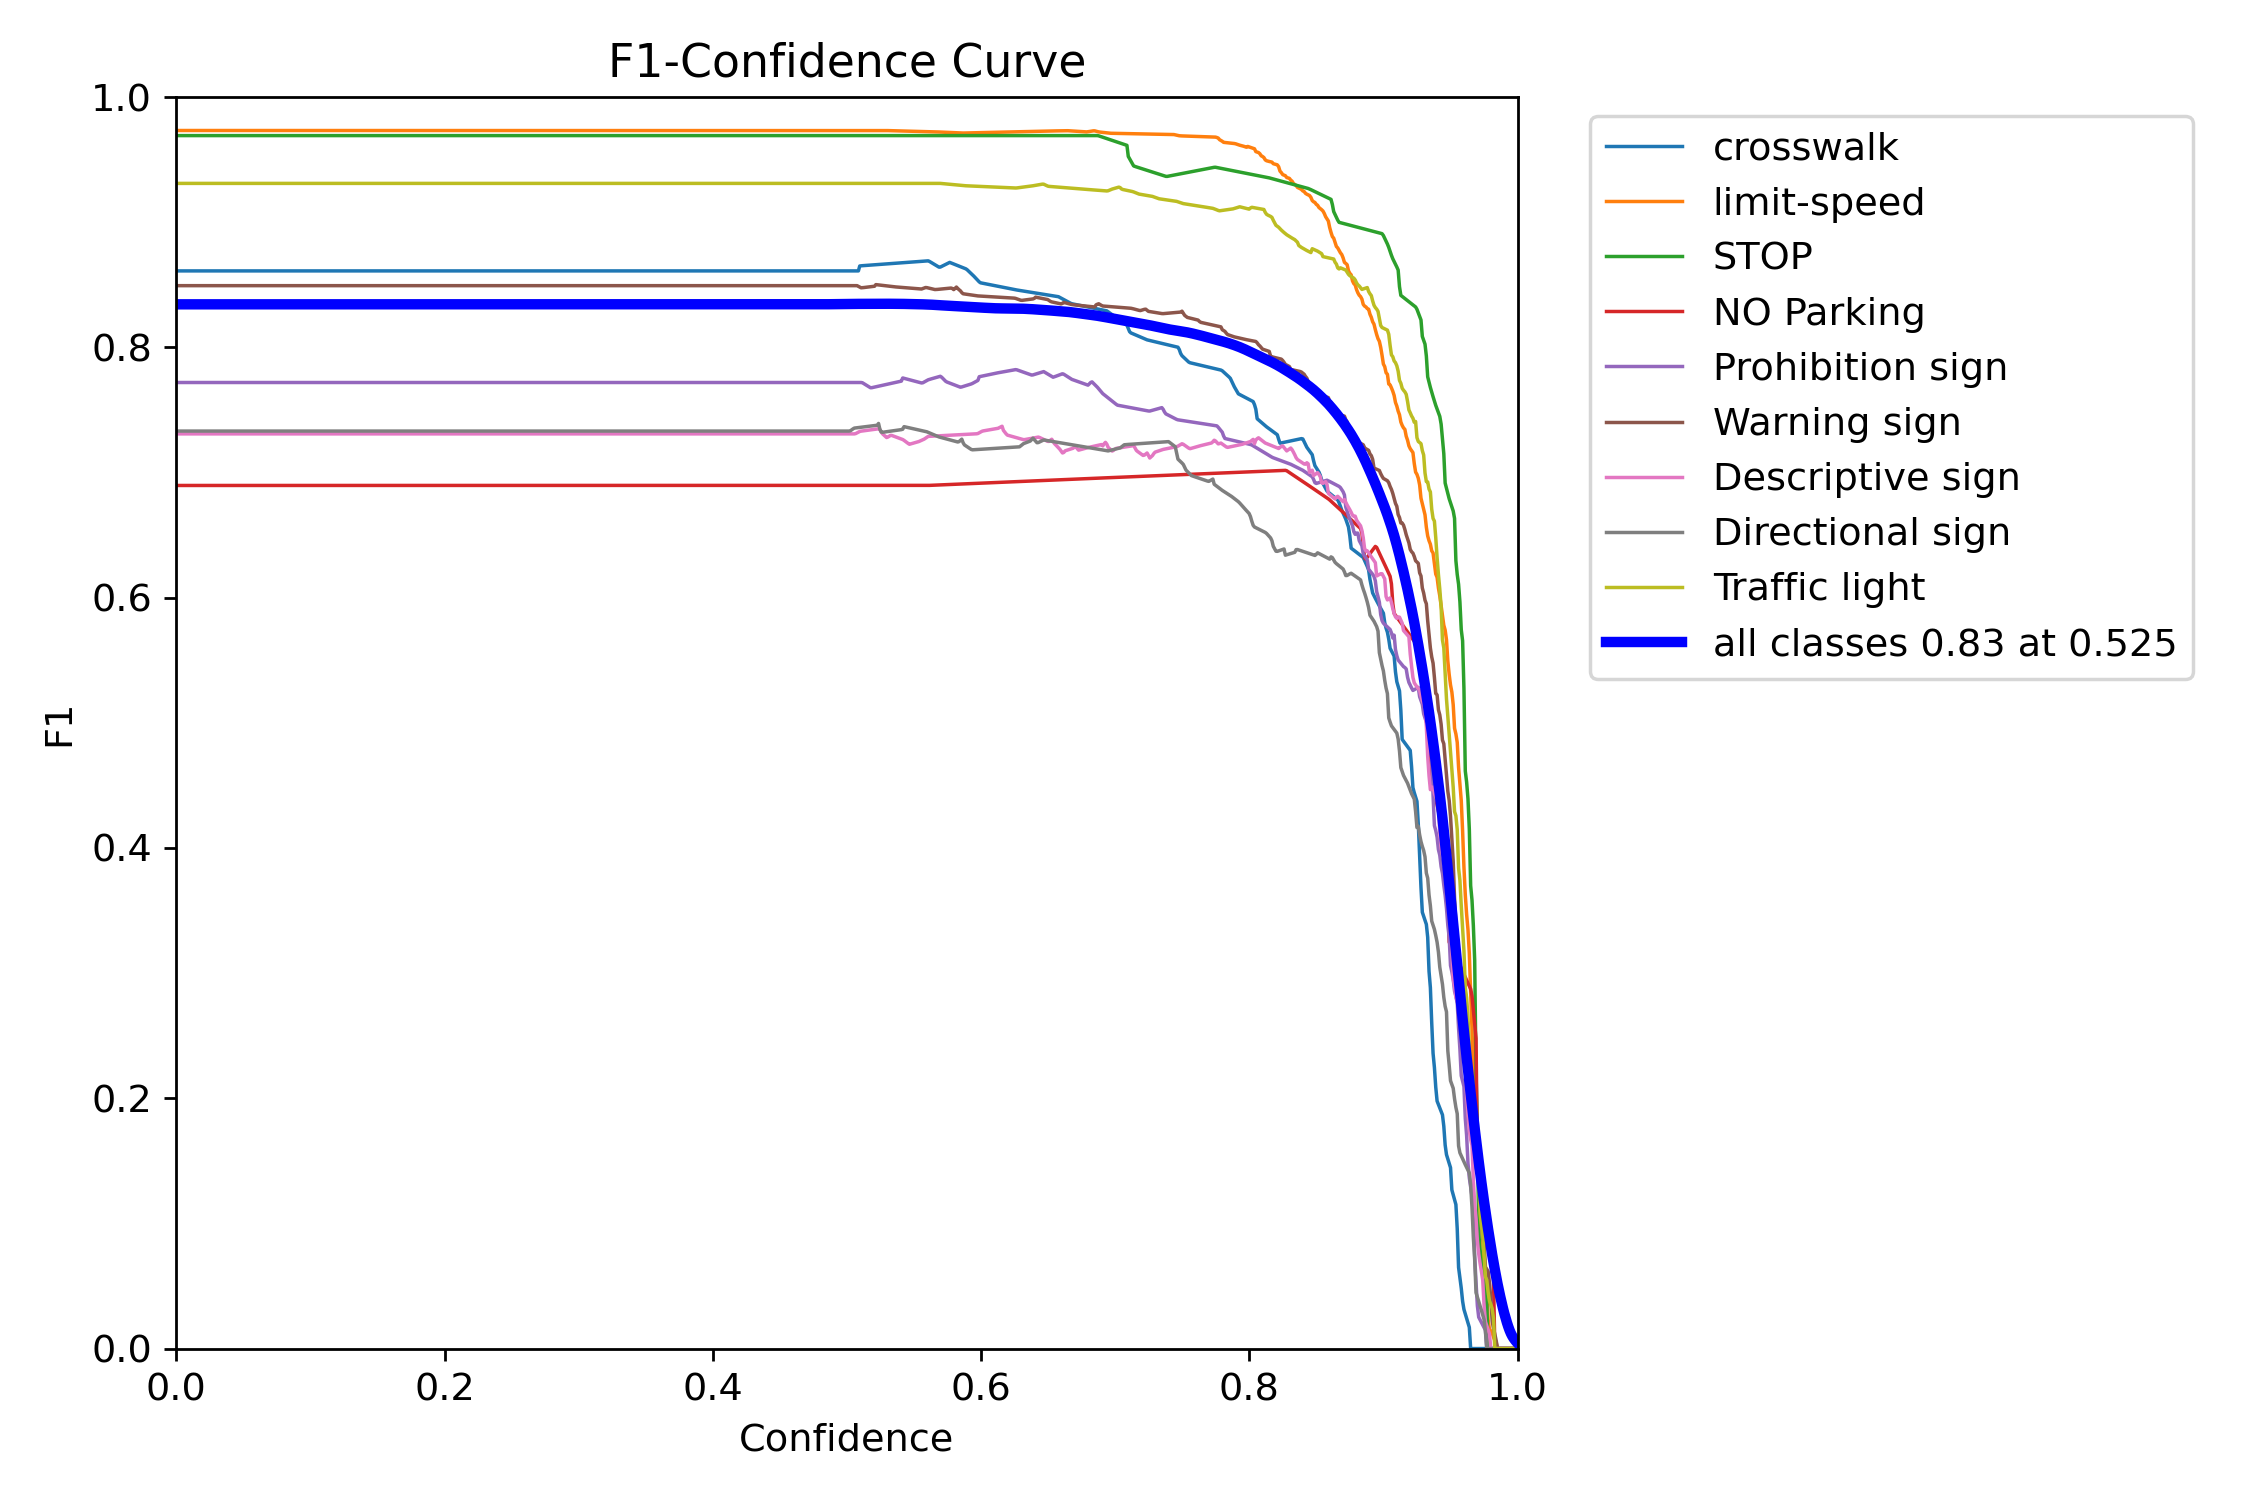 F1-Confidence Curve
1.0
0.8
0.6
0.4
0.2
0.0
F1
0.0 0.2 0.4 0.6 0.8 1.0
Confidence
crosswalk
limit-speed
STOP
NO Parking
Prohibition sign
Warning sign
Descriptive sign
Directional sign
Traffic light
all classes 0.83 at 0.525